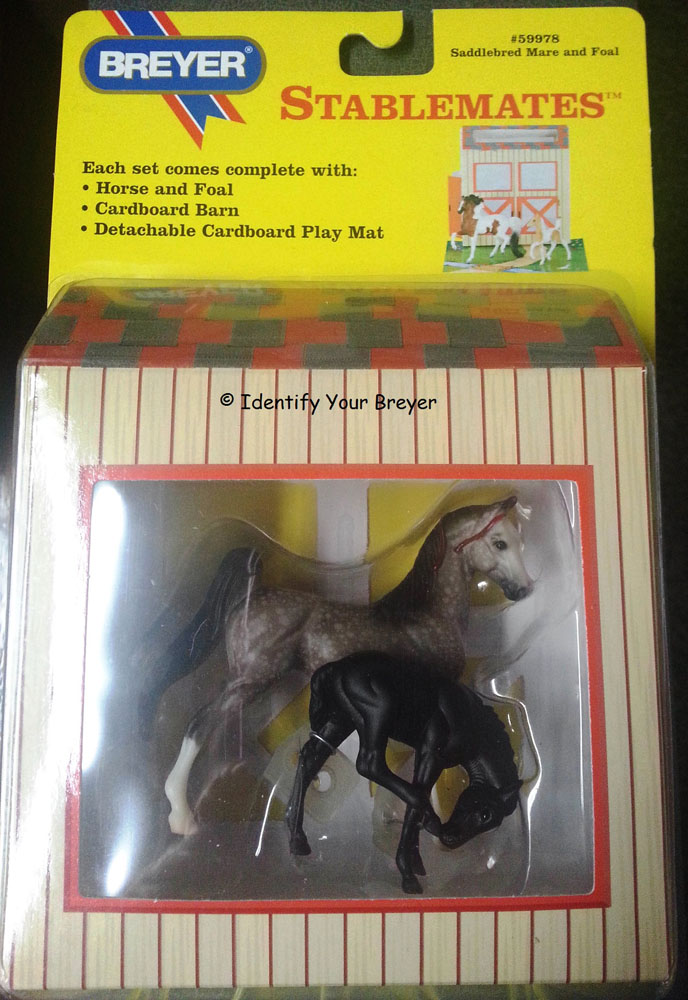 #59978
Saddlebred Mare and Foal
BREYER®
STABLEMATES™
Each set comes complete with:
• Horse and Foal
• Cardboard Barn
• Detachable Cardboard Play Mat
© Identify Your Breyer